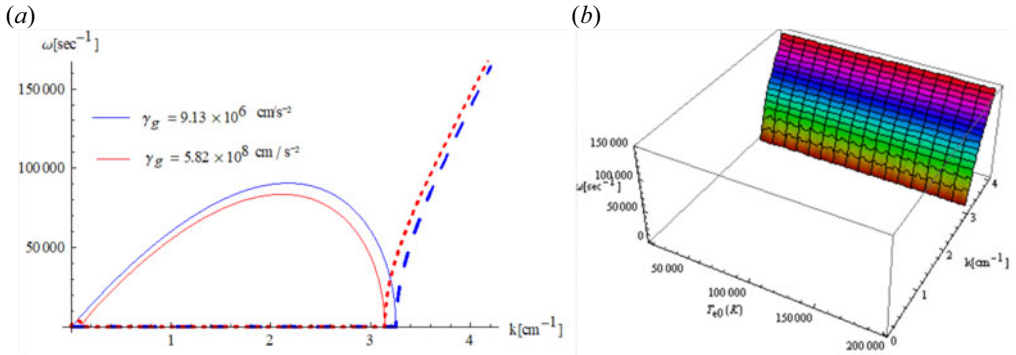 (a)
ω[sec⁻¹]
150 000
γg = 9.13 × 10⁶ cm/s⁻²
100 000
γg = 5.82 × 10⁸ cm / s⁻²
50 000
1
2
3
4
k[cm⁻¹]
(b)
150 000
100 000
ω[sec⁻¹]
50 000
0
50 000
100 000
Te0 (K)
150 000
200 000
0
1
2
k[cm⁻¹]
3
4